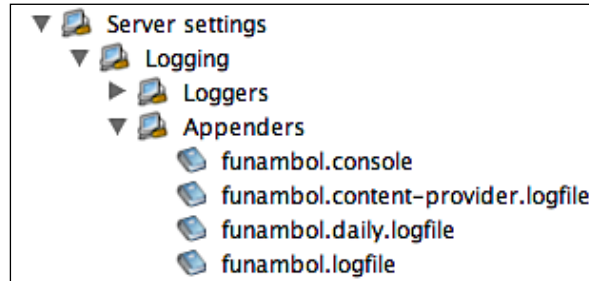 Server settings
Logging
Loggers
Appenders
funambol.console
funambol.content-provider.logfile
funambol.daily.logfile
funambol.logfile